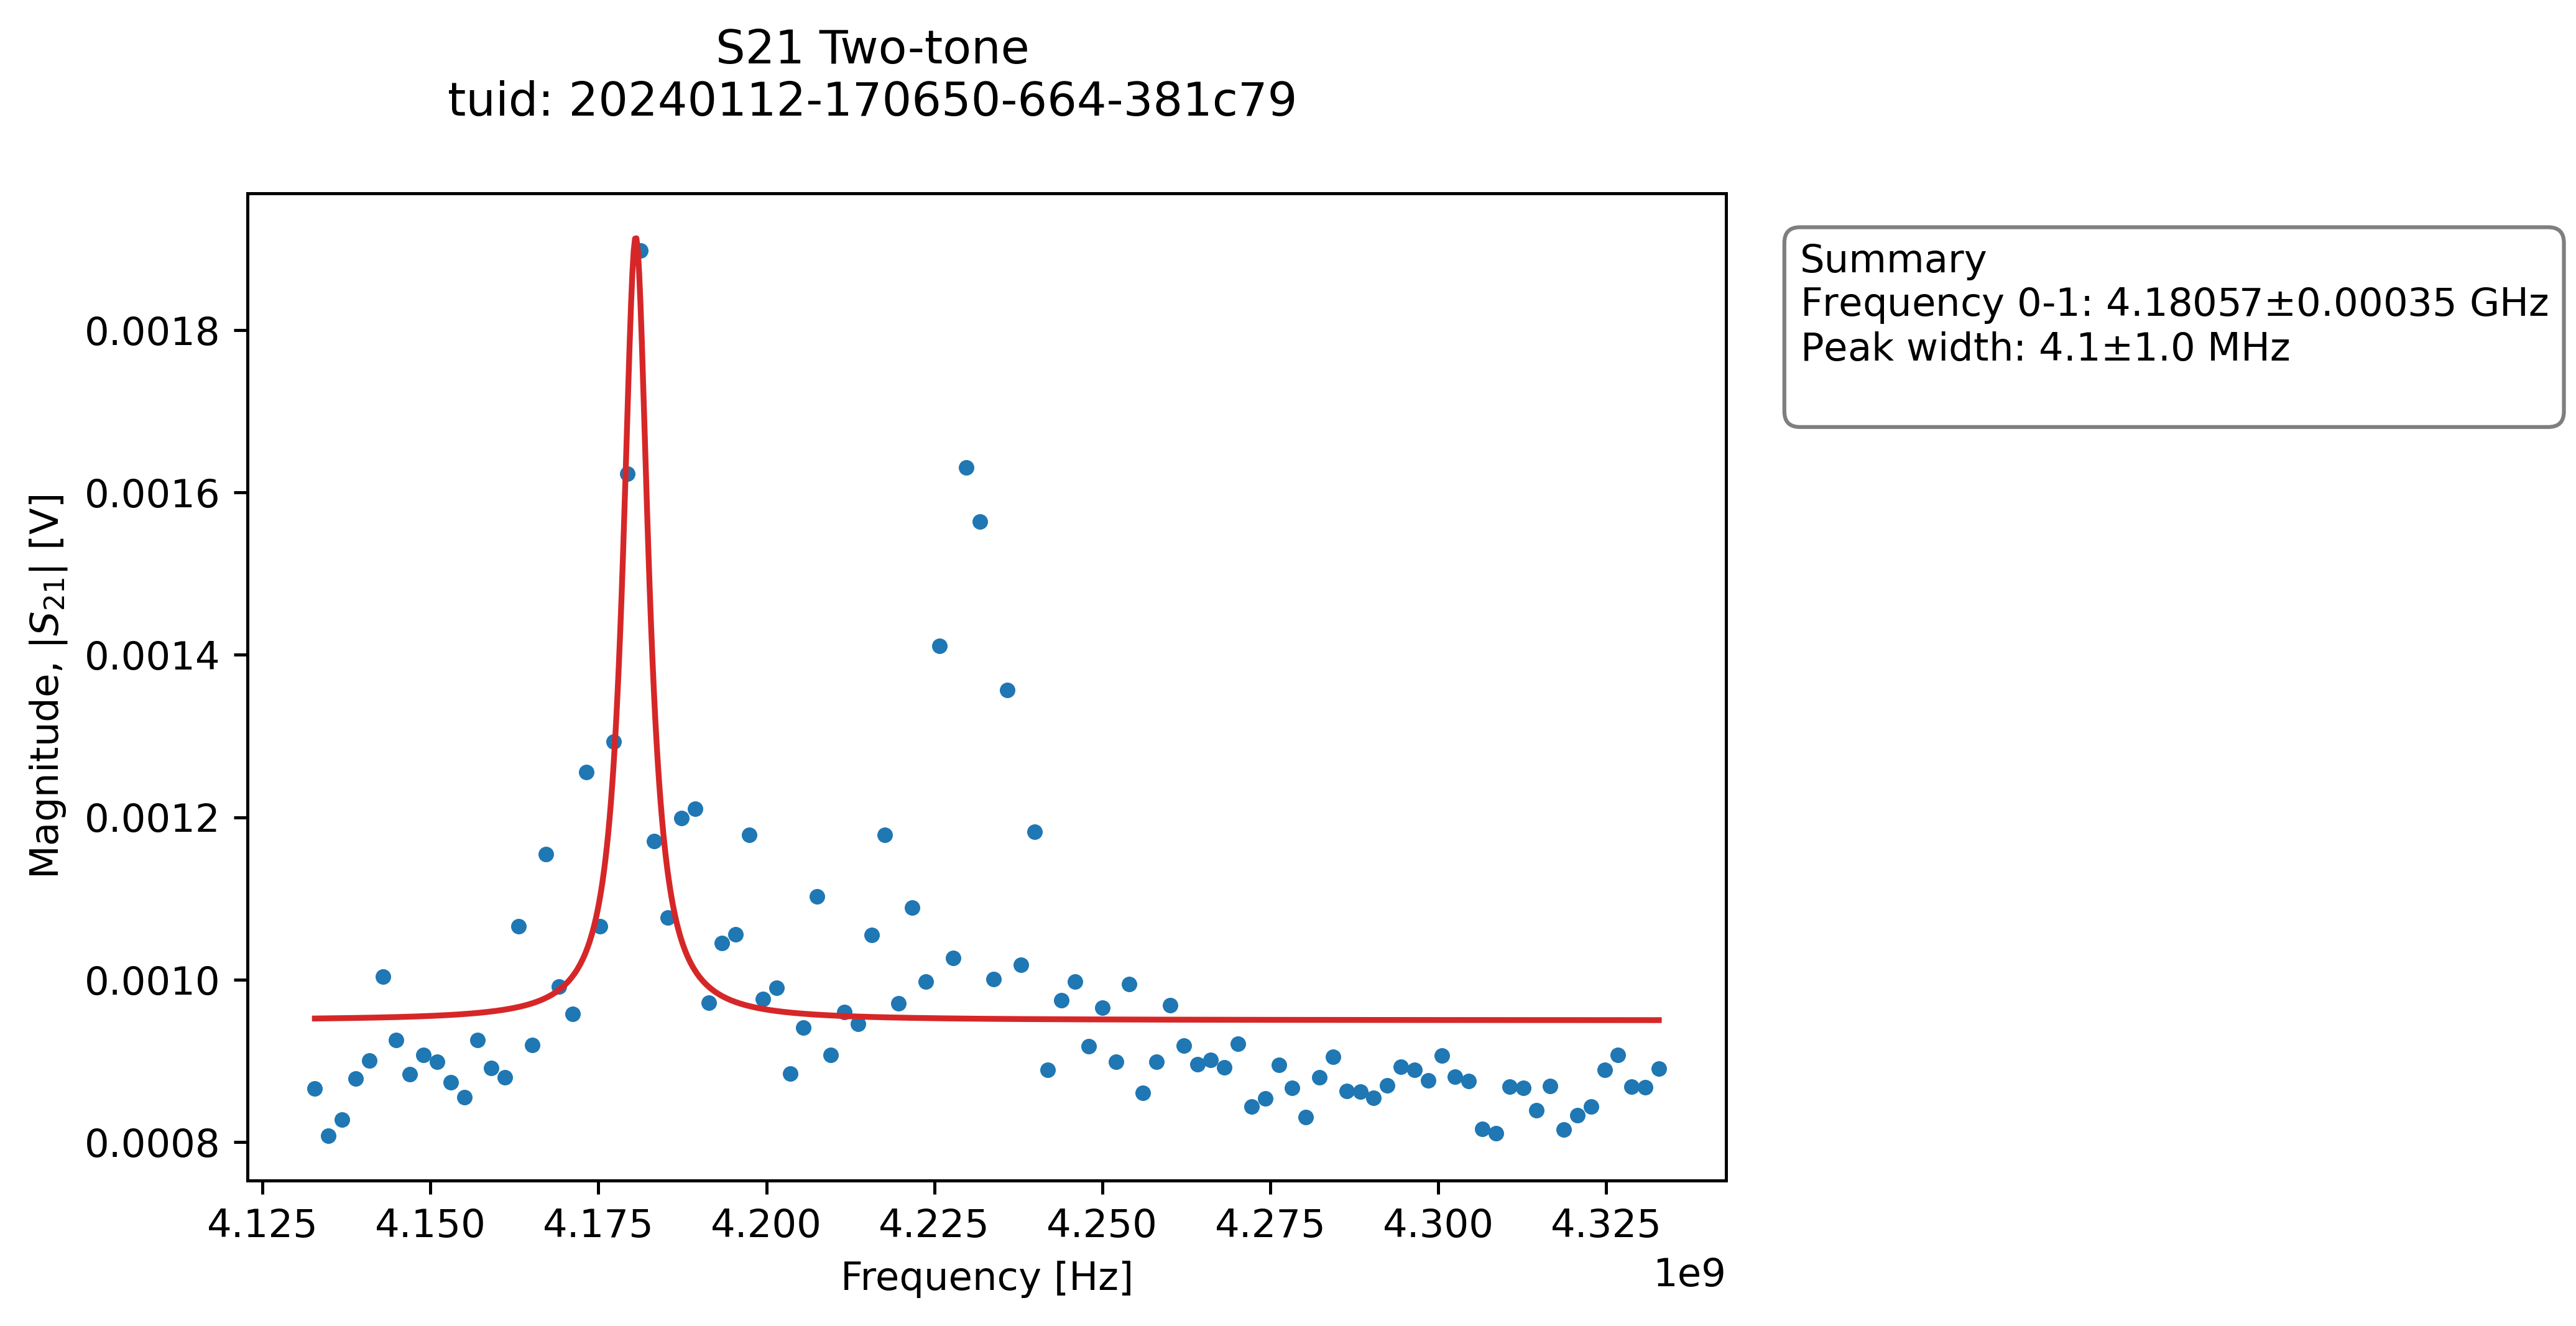 S21 Two-tone
tuid: 20240112-170650-664-381c79
Summary
Frequency 0-1: 4.18057±0.00035 GHz
Peak width: 4.1±1.0 MHz
Magnitude, |S21| [V]
0.0018
0.0016
0.0014
0.0012
0.0010
0.0008
4.125 4.150 4.175 4.200 4.225 4.250 4.275 4.300 4.325
1e9
Frequency [Hz]